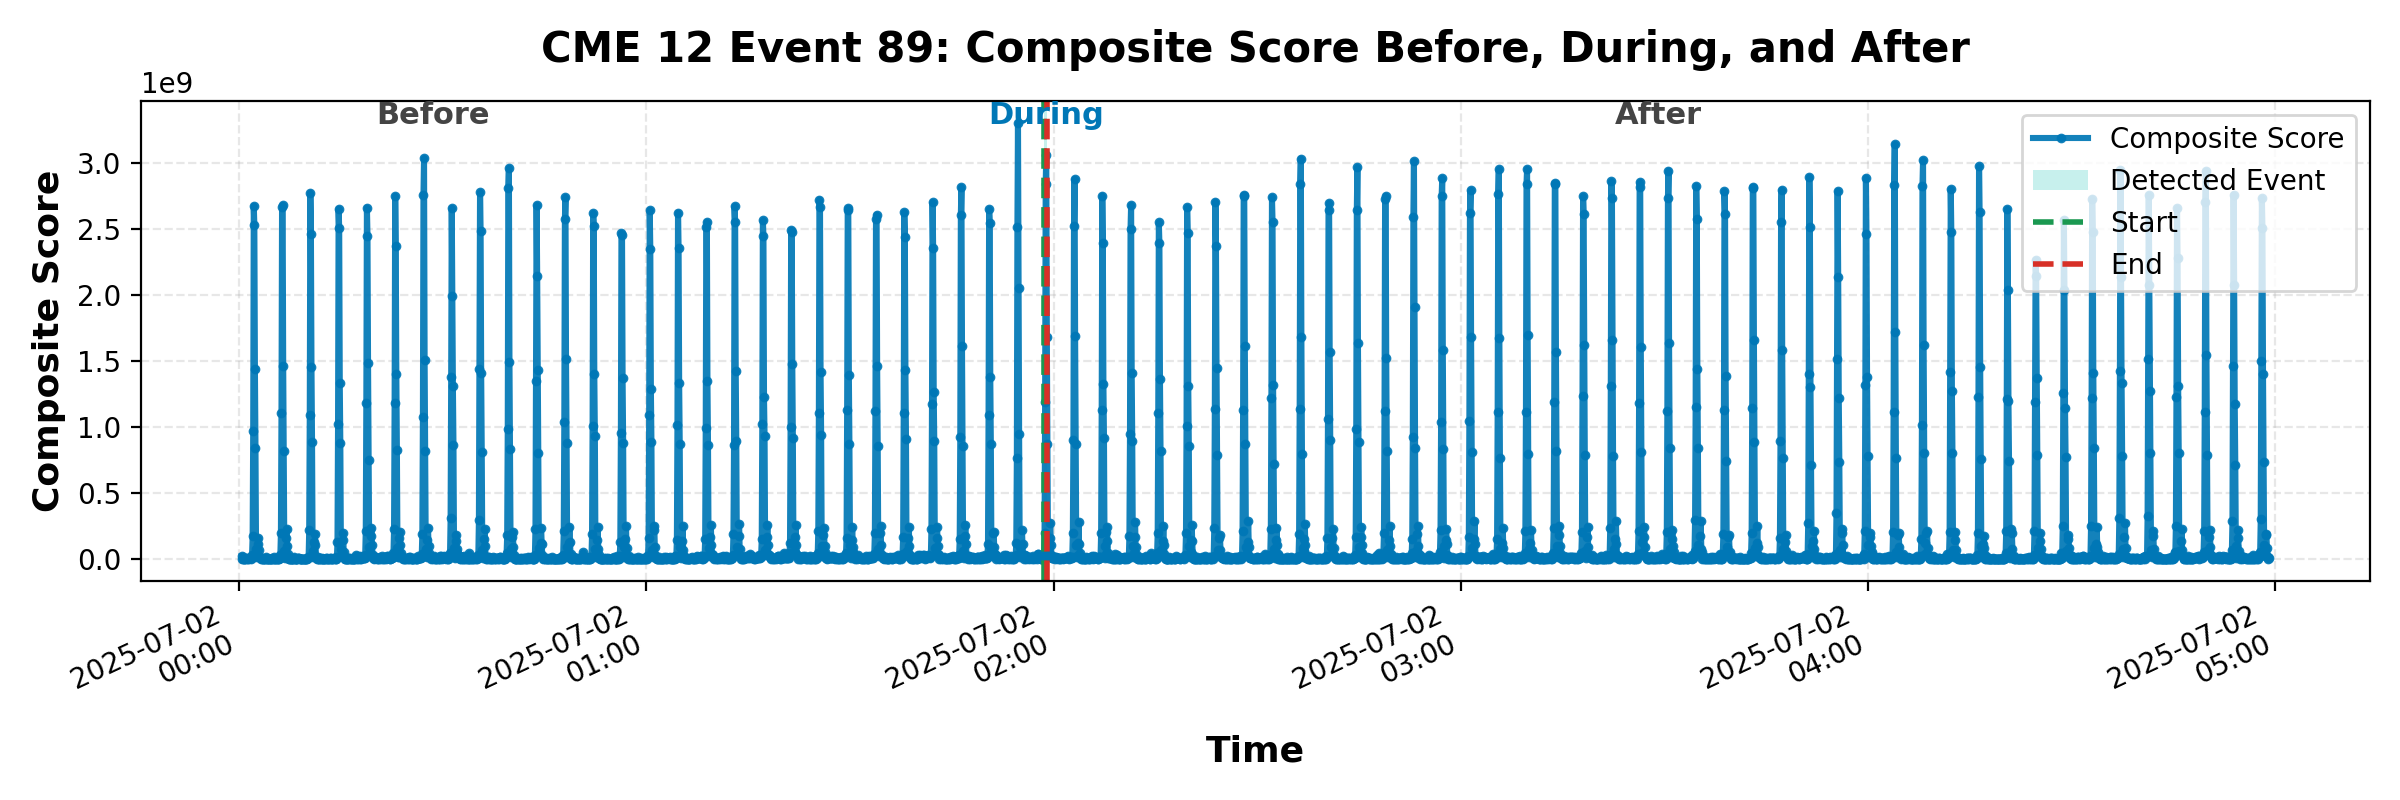 CME 12 Event 89: Composite Score Before, During, and After
1e9
Before
During
After
Composite Score
Detected Event
Start
End
Composite Score
3.0
2.5
2.0
1.5
1.0
0.5
0.0
2025-07-02
00:00
2025-07-02
01:00
2025-07-02
02:00
2025-07-02
03:00
2025-07-02
04:00
2025-07-02
05:00
Time